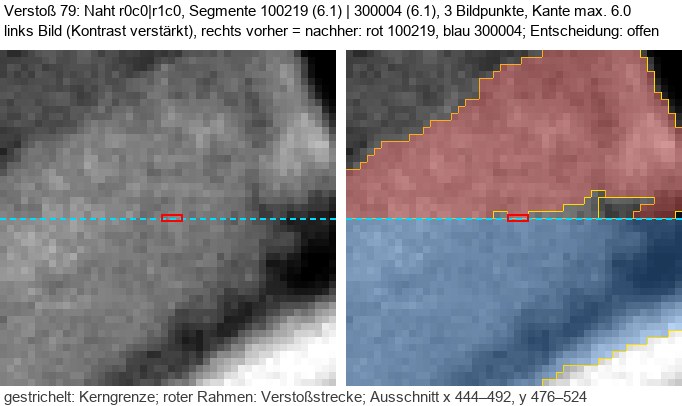 Verstoß 79: Naht r0c0|r1c0, Segmente 100219 (6.1) | 300004 (6.1), 3 Bildpunkte, Kante max. 6.0
links Bild (Kontrast verstärkt), rechts vorher = nachher: rot 100219, blau 300004; Entscheidung: offen
gestrichelt: Kerngrenze; roter Rahmen: Verstoßstrecke; Ausschnitt x 444–492, y 476–524